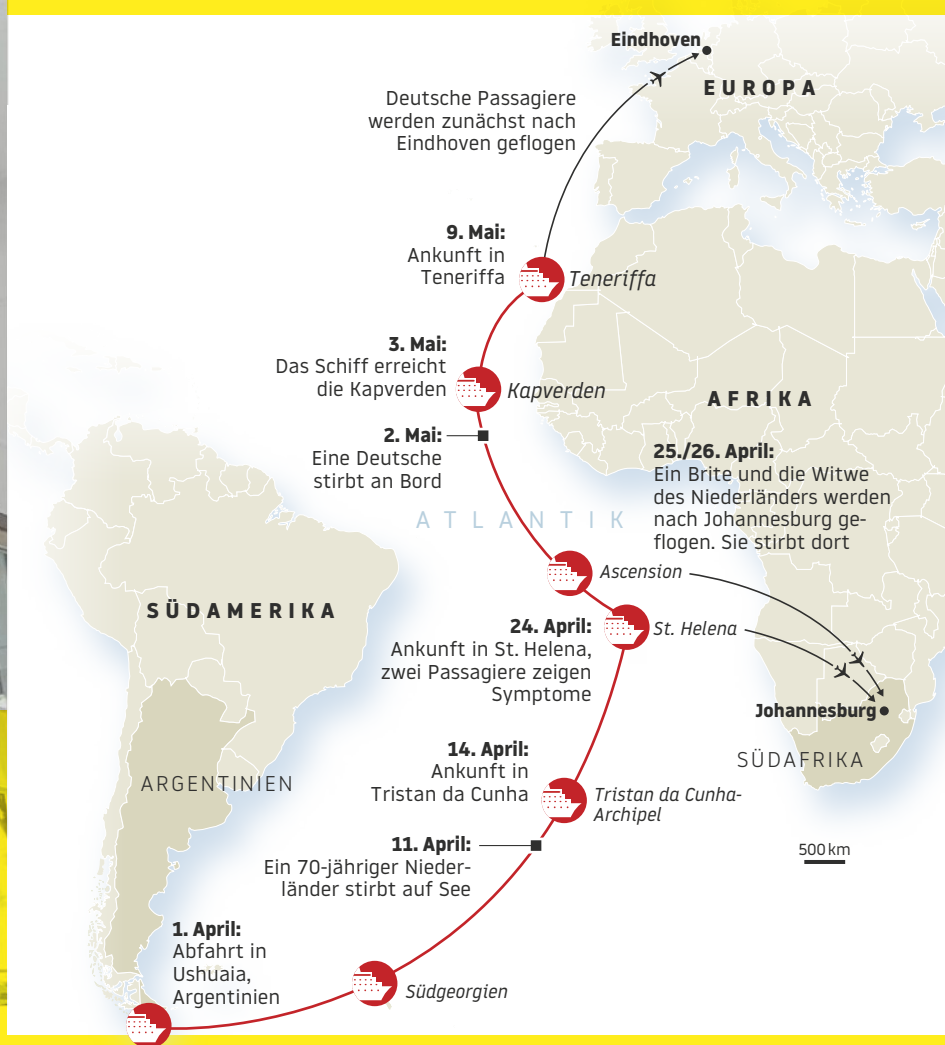 Eindhoven
EUROPA
Deutsche Passagiere
werden zunächst nach
Eindhoven geflogen
9. Mai:
Ankunft in
Teneriffa
Teneriffa
3. Mai:
Das Schiff erreicht
die Kapverden
Kapverden
AFRIKA
2. Mai:
Eine Deutsche
stirbt an Bord
25./26. April:
Ein Brite und die Witwe
des Niederländers werden
nach Johannesburg ge-
flogen. Sie stirbt dort
ATLANTIK
Ascension
SÜDAMERIKA
24. April:
Ankunft in St. Helena,
zwei Passagiere zeigen
Symptome
St. Helena
Johannesburg
SÜDAFRIKA
ARGENTINIEN
14. April:
Ankunft in
Tristan da Cunha
Tristan da Cunha-
Archipel
11. April:
Ein 70-jähriger Nieder-
länder stirbt auf See
500 km
1. April:
Abfahrt in
Ushuaia,
Argentinien
Südgeorgien